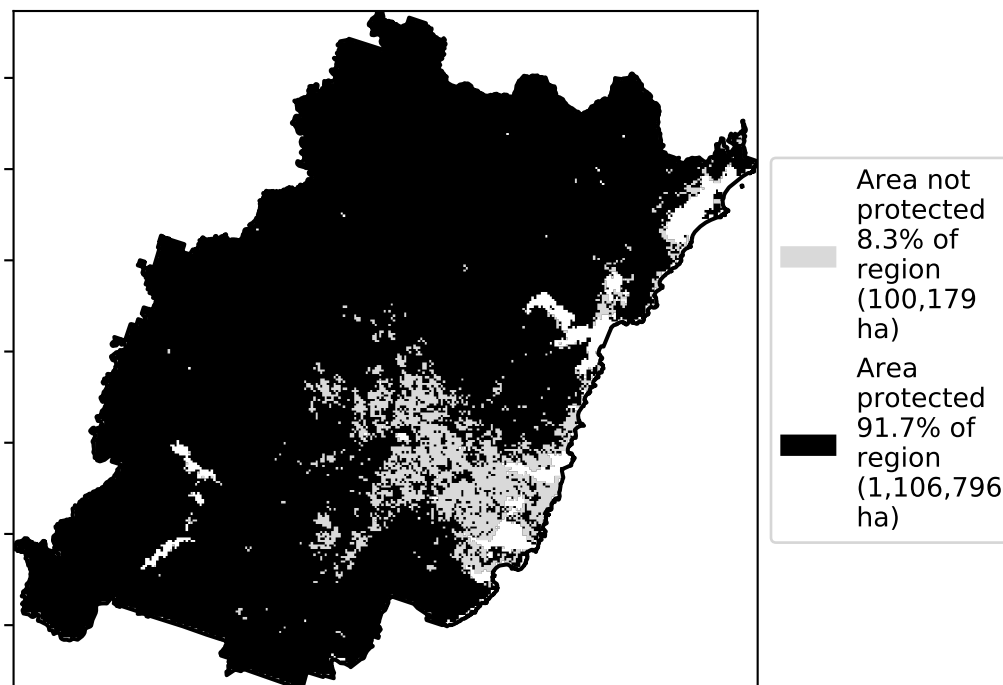 Area not
protected
8.3% of
region
(100,179
ha)
Area
protected
91.7% of
region
(1,106,796
ha)